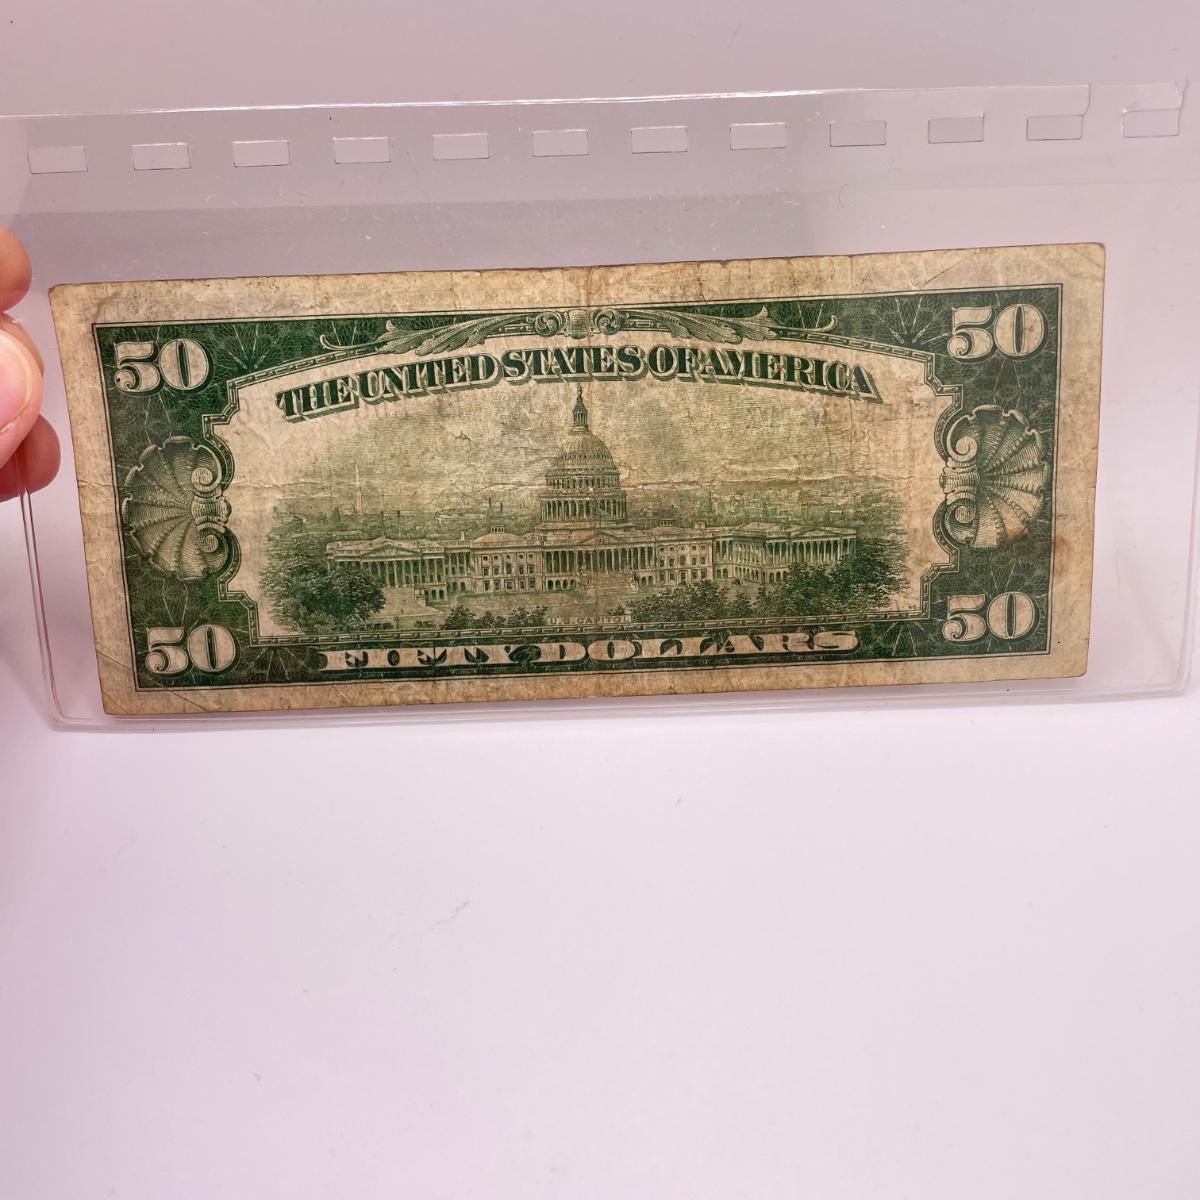 50 50
THE UNITED STATES OF AMERICA
U.S. CAPITOL
50 50
FIFTY DOLLARS